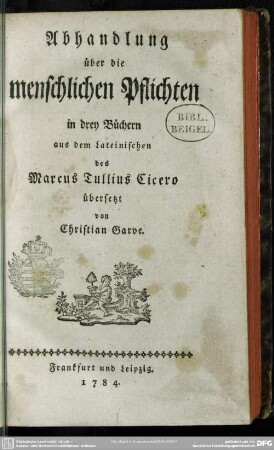 Abhandlung
über die
menschlichen Pflichten
in drey Büchern
aus dem Lateinischen
des
Marcus Tullius Cicero
übersetzt
von
Christian Garve.
BIBL.
BEIGEL.
Frankfurt und Leipzig.
1784.
DFG